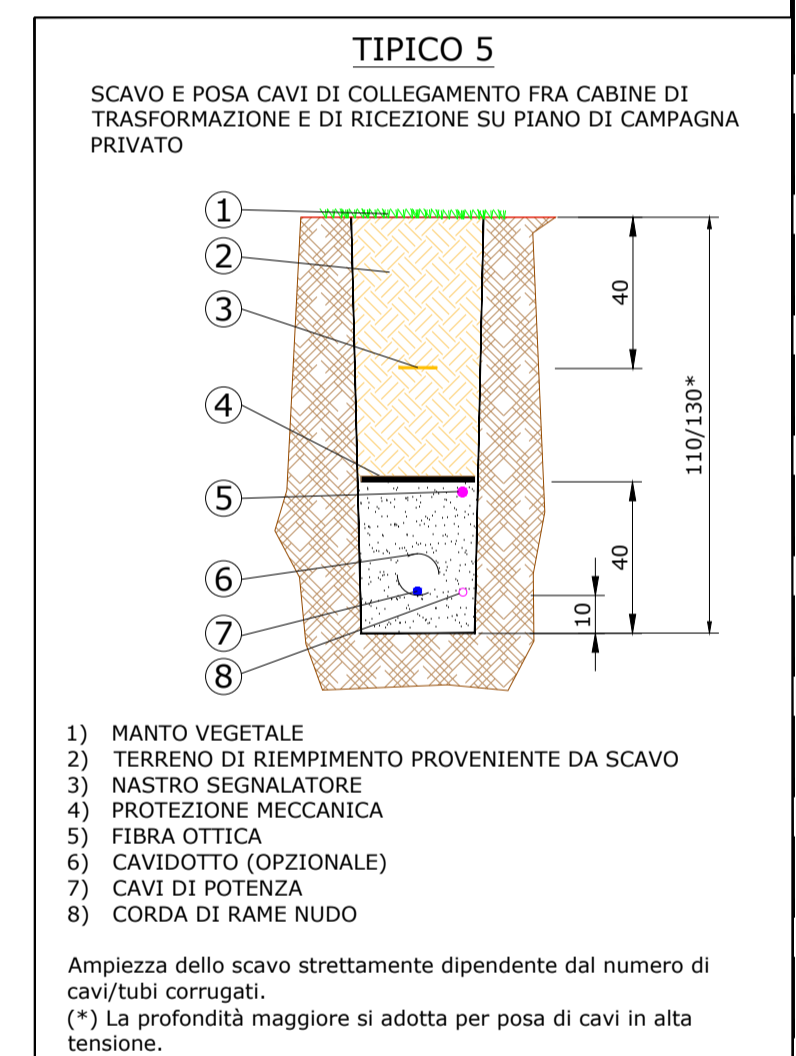 TIPICO 5
SCAVO E POSA CAVI DI COLLEGAMENTO FRA CABINE DI
TRASFORMAZIONE E DI RICEZIONE SU PIANO DI CAMPAGNA
PRIVATO
1
2
3
4
5
6
7
8
40
110/130*
40
10
1) MANTO VEGETALE
2) TERRENO DI RIEMPIMENTO PROVENIENTE DA SCAVO
3) NASTRO SEGNALATORE
4) PROTEZIONE MECCANICA
5) FIBRA OTTICA
6) CAVIDOTTO (OPZIONALE)
7) CAVI DI POTENZA
8) CORDA DI RAME NUDO
Ampiezza dello scavo strettamente dipendente dal numero di
cavi/tubi corrugati.
(*) La profondità maggiore si adotta per posa di cavi in alta
tensione.